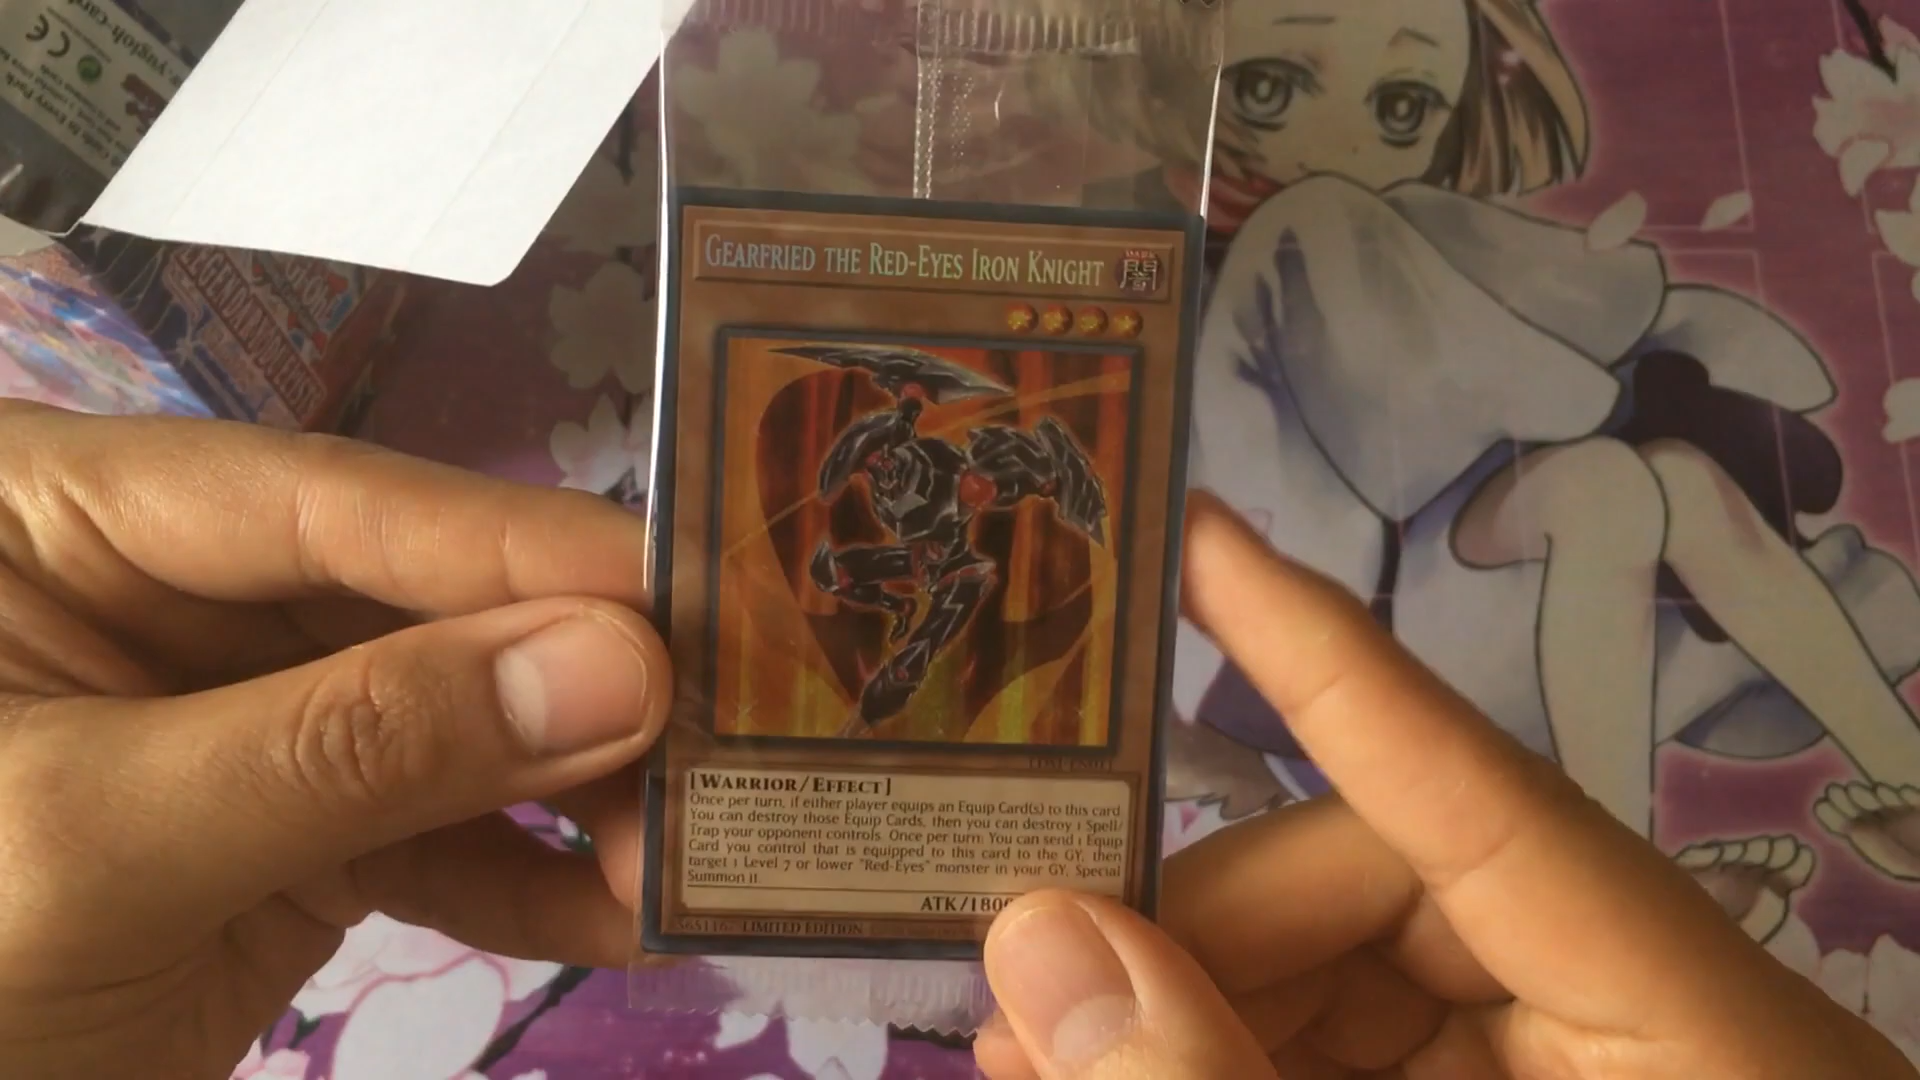 GEARFRIED THE RED-EYES IRON KNIGHT
DARK
闇
[WARRIOR/EFFECT]
Once per turn, if either player equips an Equip Card(s) to this card:
You can destroy those Equip Cards, then you can destroy 1 Spell/
Trap your opponent controls. Once per turn: You can send 1 Equip
Card you control that is equipped to this card to the GY, then
target 1 Level 7 or lower "Red-Eyes" monster in your GY; Special
Summon it.
ATK/1800
LIMITED EDITION
LEGENDARY DUELISTS
CE